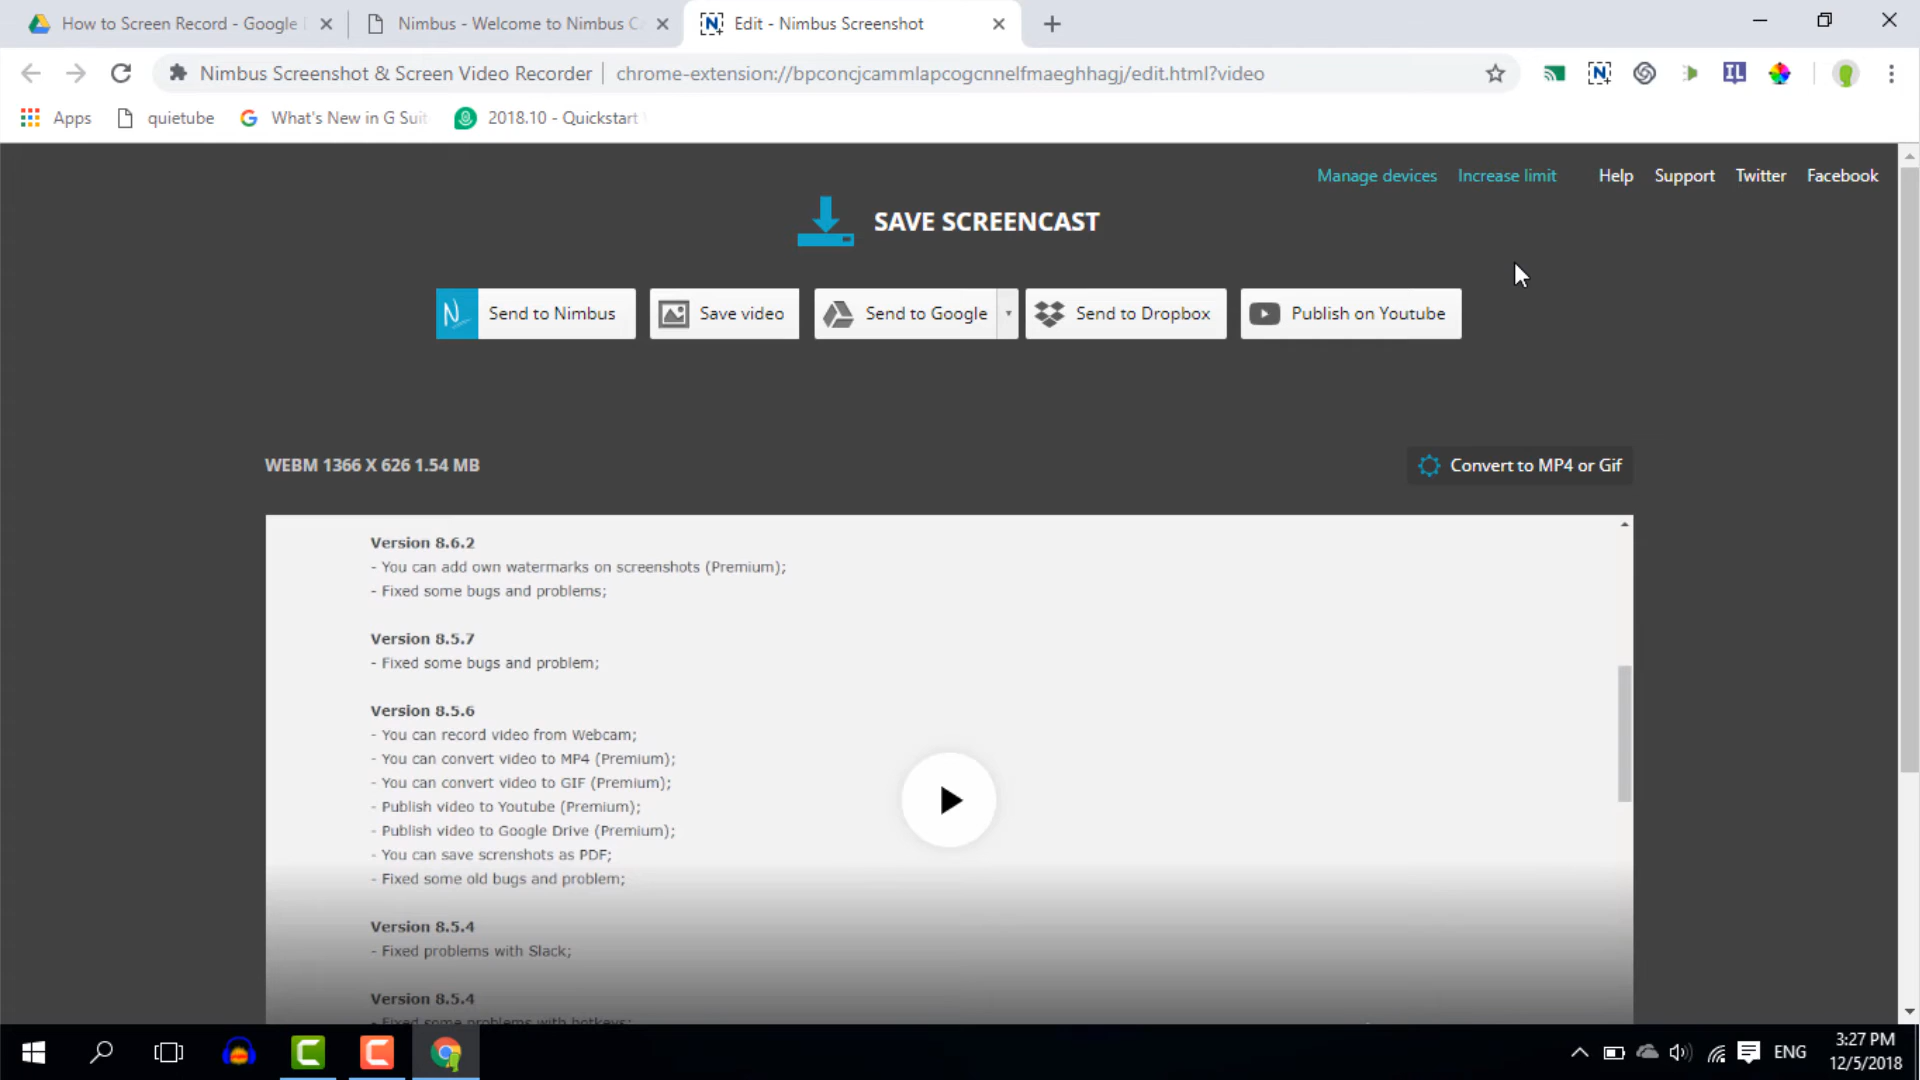 How to Screen Record - Google
Nimbus - Welcome to Nimbus C
Edit - Nimbus Screenshot
Nimbus Screenshot & Screen Video Recorder
chrome-extension://bpconcjcammlapcogcnnelfmaeghhagj/edit.html?video
Apps
quietube
What's New in G Suit
2018.10 - Quickstart
Manage devices
Increase limit
Help
Support
Twitter
Facebook
SAVE SCREENCAST
Send to Nimbus
Save video
Send to Google
Send to Dropbox
Publish on Youtube
WEBM 1366 X 626 1.54 MB
Convert to MP4 or Gif
Version 8.6.2
- You can add own watermarks on screenshots (Premium);
- Fixed some bugs and problems;
Version 8.5.7
- Fixed some bugs and problem;
Version 8.5.6
- You can record video from Webcam;
- You can convert video to MP4 (Premium);
- You can convert video to GIF (Premium);
- Publish video to Youtube (Premium);
- Publish video to Google Drive (Premium);
- You can save screnshots as PDF;
- Fixed some old bugs and problem;
Version 8.5.4
- Fixed problems with Slack;
Version 8.5.4
- Fixed some problems with hotkeys;
ENG
3:27 PM
12/5/2018